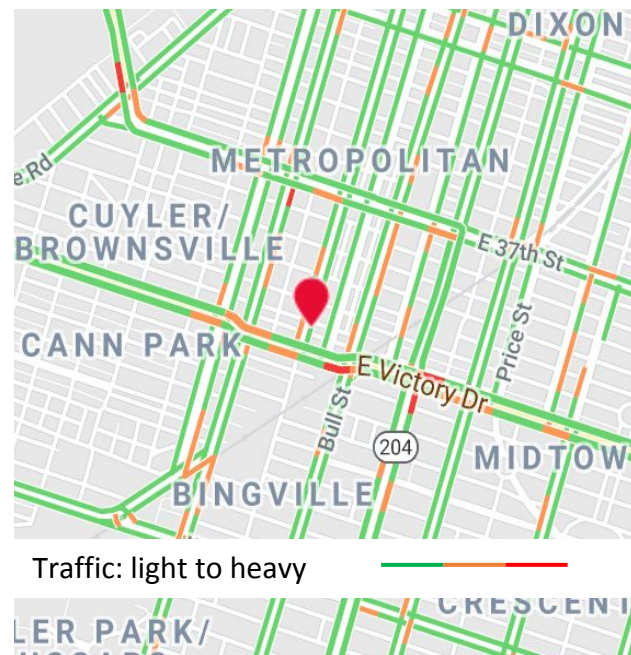 DIXON
e Rd
METROPOLITAN
CUYLER/
BROWNSVILLE
E 37th St
CANN PARK
Price St
E Victory Dr
Bull St
204
MIDTOW
BINGVILLE
Traffic: light to heavy
CRESCENT
LER PARK/